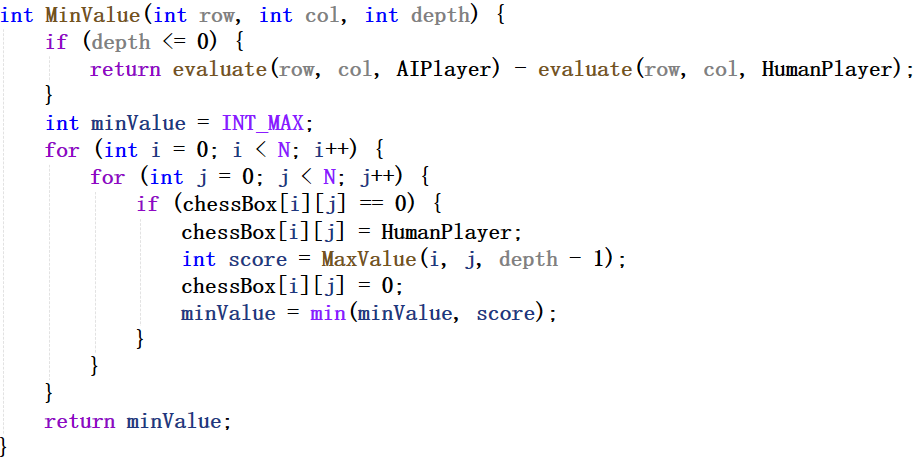 int MinValue(int row, int col, int depth) {
    if (depth <= 0) {
        return evaluate(row, col, AIPlayer) - evaluate(row, col, HumanPlayer);
    }
    int minValue = INT_MAX;
    for (int i = 0; i < N; i++) {
        for (int j = 0; j < N; j++) {
            if (chessBox[i][j] == 0) {
                chessBox[i][j] = HumanPlayer;
                int score = MaxValue(i, j, depth - 1);
                chessBox[i][j] = 0;
                minValue = min(minValue, score);
            }
        }
    }
    return minValue;
}